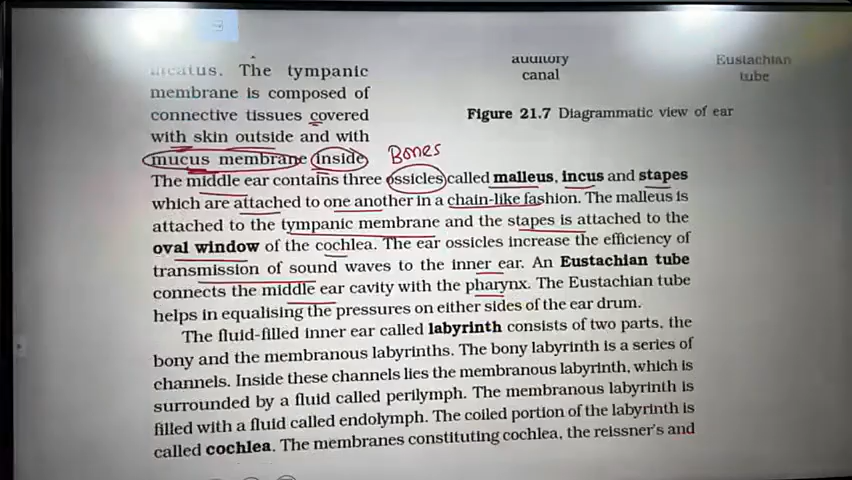 meatus. The tympanic
membrane is composed of
connective tissues covered
with skin outside and with
mucus membrane inside.
auditory
canal
Eustachian
tube
Figure 21.7 Diagrammatic view of ear
Bones
The middle ear contains three ossicles called malleus, incus and stapes
which are attached to one another in a chain-like fashion. The malleus is
attached to the tympanic membrane and the stapes is attached to the
oval window of the cochlea. The ear ossicles increase the efficiency of
transmission of sound waves to the inner ear. An Eustachian tube
connects the middle ear cavity with the pharynx. The Eustachian tube
helps in equalising the pressures on either sides of the ear drum.
The fluid-filled inner ear called labyrinth consists of two parts, the
bony and the membranous labyrinths. The bony labyrinth is a series of
channels. Inside these channels lies the membranous labyrinth, which is
surrounded by a fluid called perilymph. The membranous labyrinth is
filled with a fluid called endolymph. The coiled portion of the labyrinth is
called cochlea. The membranes constituting cochlea, the reissner's and